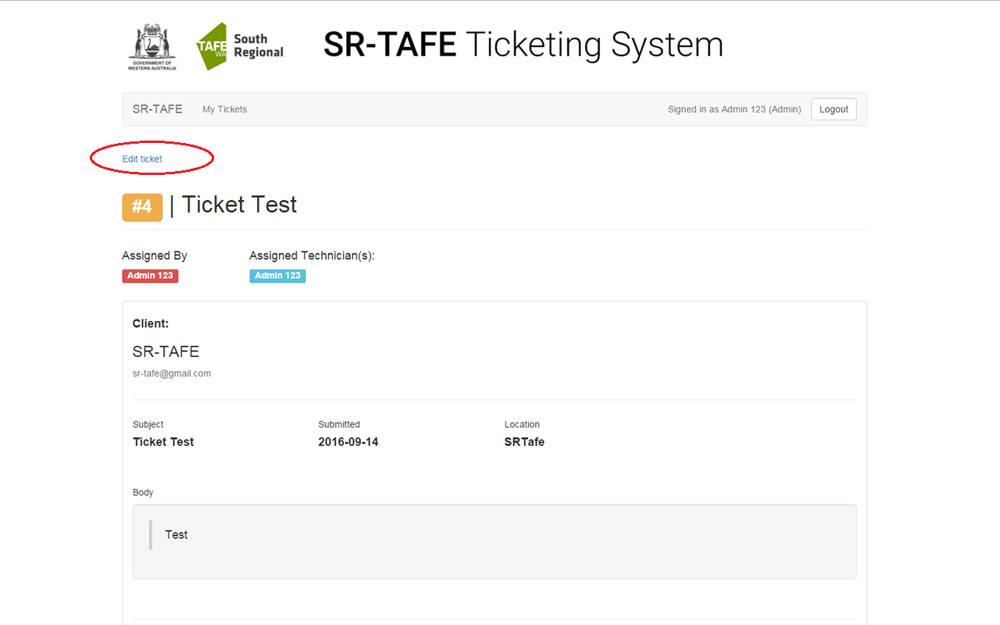 GOVERNMENT OF
WESTERN AUSTRALIA
TAFE
WA
South
Regional
SR-TAFE Ticketing System
SR-TAFE My Tickets Signed in as Admin 123 (Admin) Logout
Edit ticket
#4 | Ticket Test
Assigned By Assigned Technician(s):
Admin 123 Admin 123
Client:
SR-TAFE
sr-tafe@gmail.com
Subject Submitted Location
Ticket Test 2016-09-14 SRTafe
Body
Test